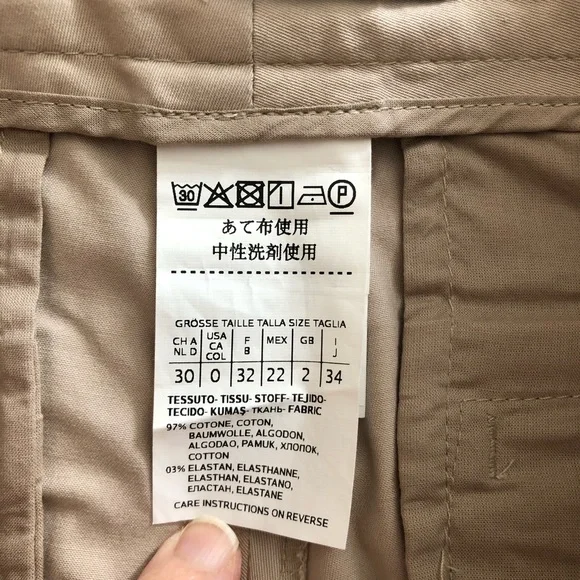 30 P
あて布使用
中性洗剤使用
GRÖSSE TAILLE TALLA SIZE TAGLIA
CH A NL D USA CA COL F B MEX GB I J
30 0 32 22 2 34
TESSUTO- TISSU- STOFF- TEJIDO-
TECIDO- KUMAŞ- ТКАНЬ- FABRIC
97% COTONE, COTON,
BAUMWOLLE, ALGODON,
ALGODAO, PAMUK, ХЛОПОК,
COTTON
03% ELASTAN, ELASTHANNE,
ELASTHAN, ELASTANO,
ЕЛАСТАН, ELASTANE
CARE INSTRUCTIONS ON REVERSE